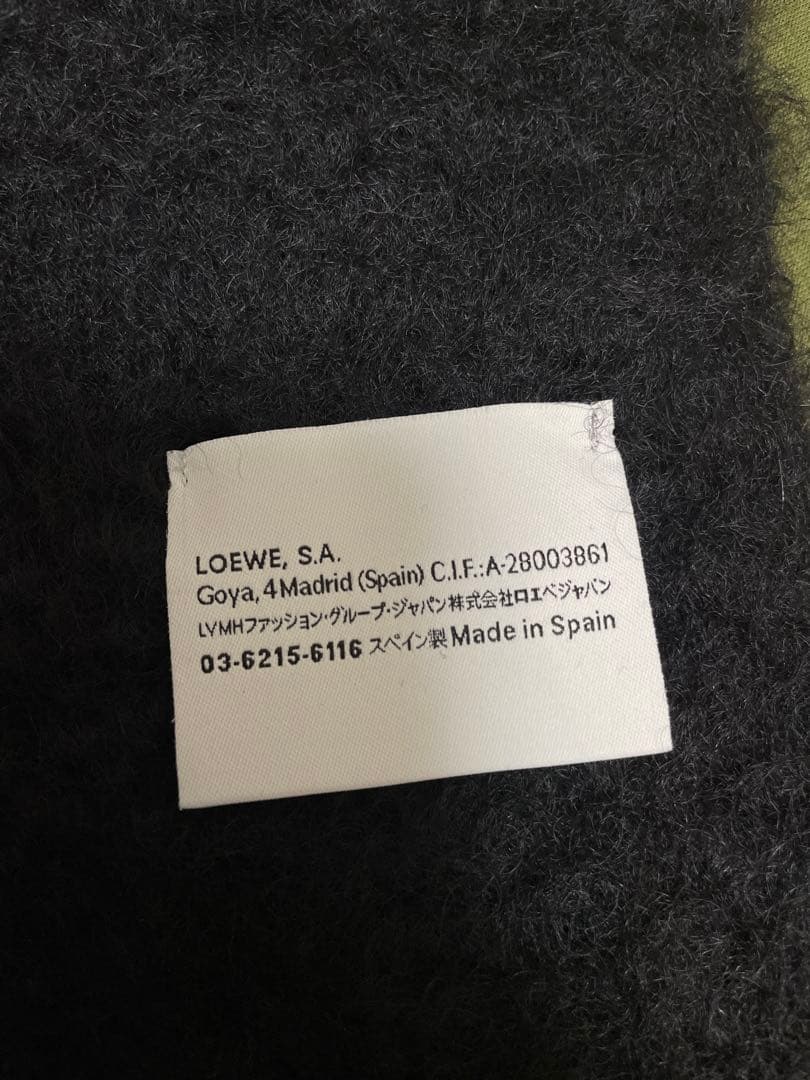 LOEWE, S.A.
Goya, 4 Madrid (Spain) C.I.F.:A-28003861
LVMHファッション・グループ・ジャパン株式会社ロエベジャパン
03-6215-6116 スペイン製 Made in Spain